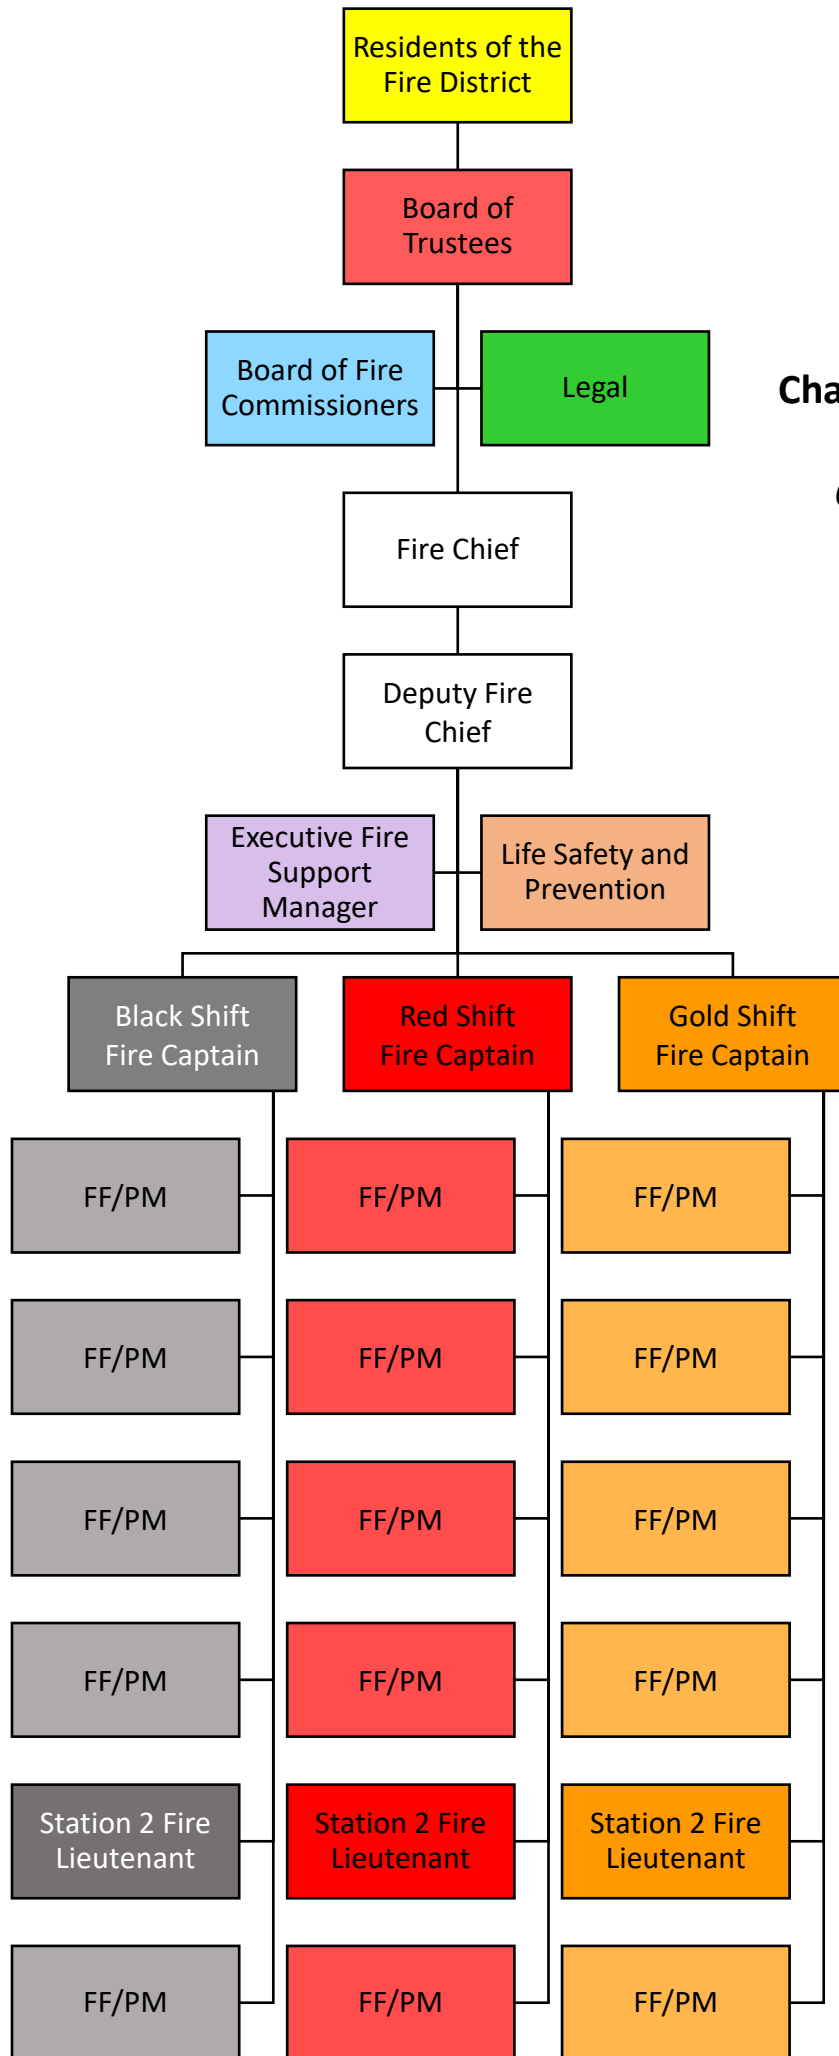 Residents of the
Fire District
Board of
Trustees
Board of Fire
Commissioners
Legal
Fire Chief
Deputy Fire
Chief
Executive Fire
Support
Manager
Life Safety and
Prevention
Black Shift
Fire Captain
Red Shift
Fire Captain
Gold Shift
Fire Captain
FF/PM
FF/PM
FF/PM
FF/PM
FF/PM
FF/PM
FF/PM
FF/PM
FF/PM
FF/PM
FF/PM
FF/PM
Station 2 Fire
Lieutenant
Station 2 Fire
Lieutenant
Station 2 Fire
Lieutenant
FF/PM
FF/PM
FF/PM